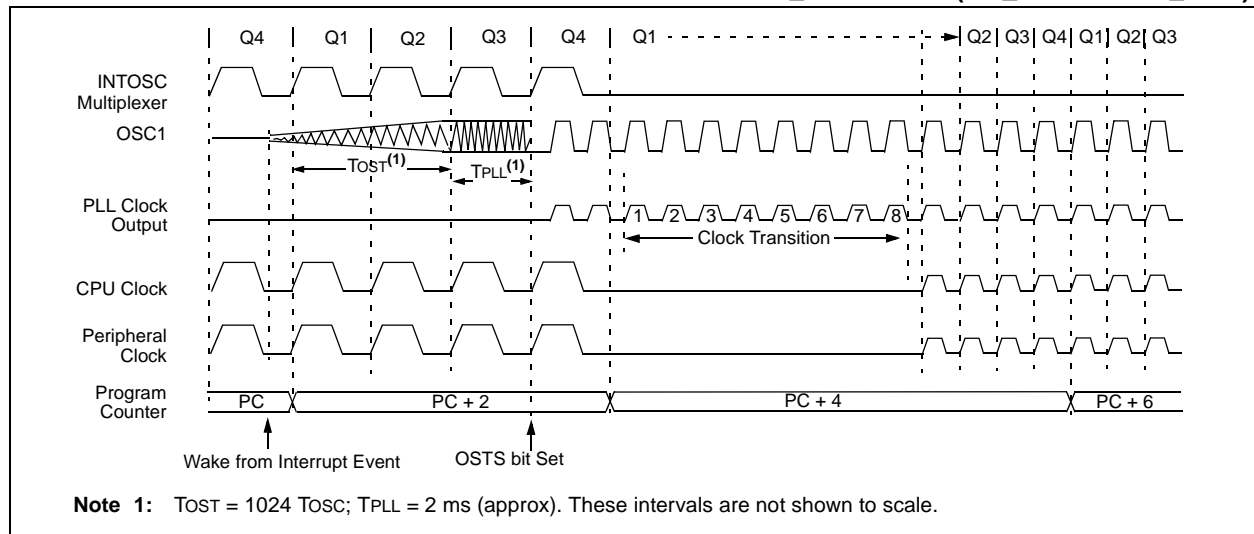 Q4 Q1 Q2 Q3 Q4 Q1 Q2 Q3 Q4 Q1 Q2 Q3
INTOSC
Multiplexer
OSC1
TOST(1)
TPLL(1)
PLL Clock
Output
1 2 3 4 5 6 7 8
Clock Transition
CPU Clock
Peripheral
Clock
Program
Counter
PC PC + 2 PC + 4 PC + 6
Wake from Interrupt Event
OSTS bit Set
Note 1: TOST = 1024 TOSC; TPLL = 2 ms (approx). These intervals are not shown to scale.